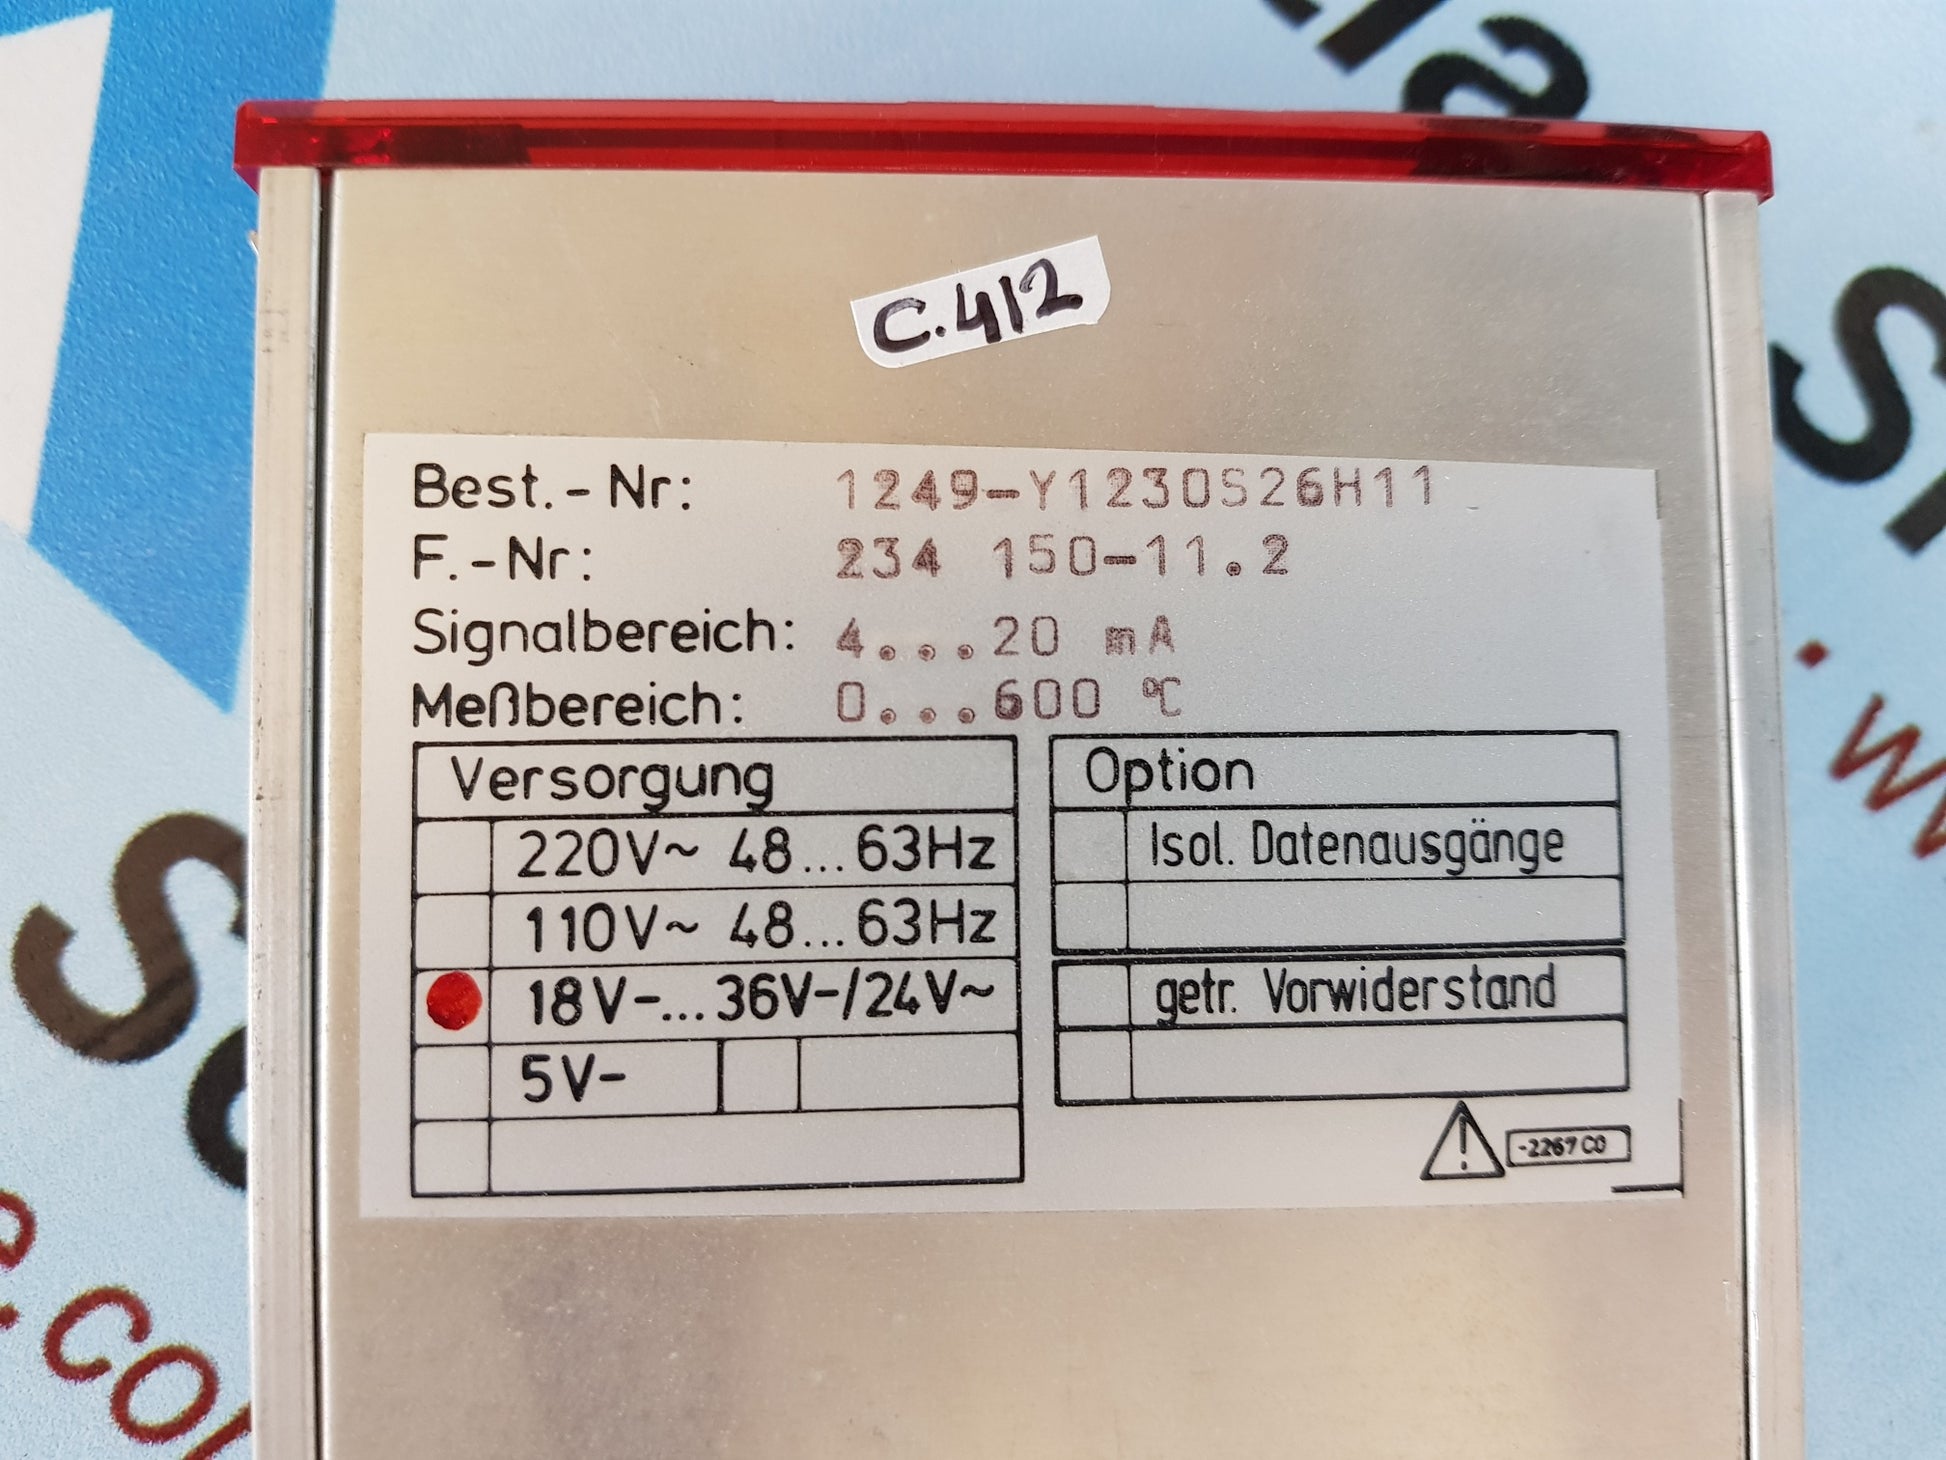 C.412
Best.-Nr: 1249-Y1230S26H11
F.-Nr: 234 150-11.2
Signalbereich: 4...20 mA
Meßbereich: 0...600 °C
Versorgung
220V~ 48...63Hz
110V~ 48...63Hz
18V-...36V-/24V~
5V-
Option
Isol. Datenausgänge
getr. Vorwiderstand
-2267 C0